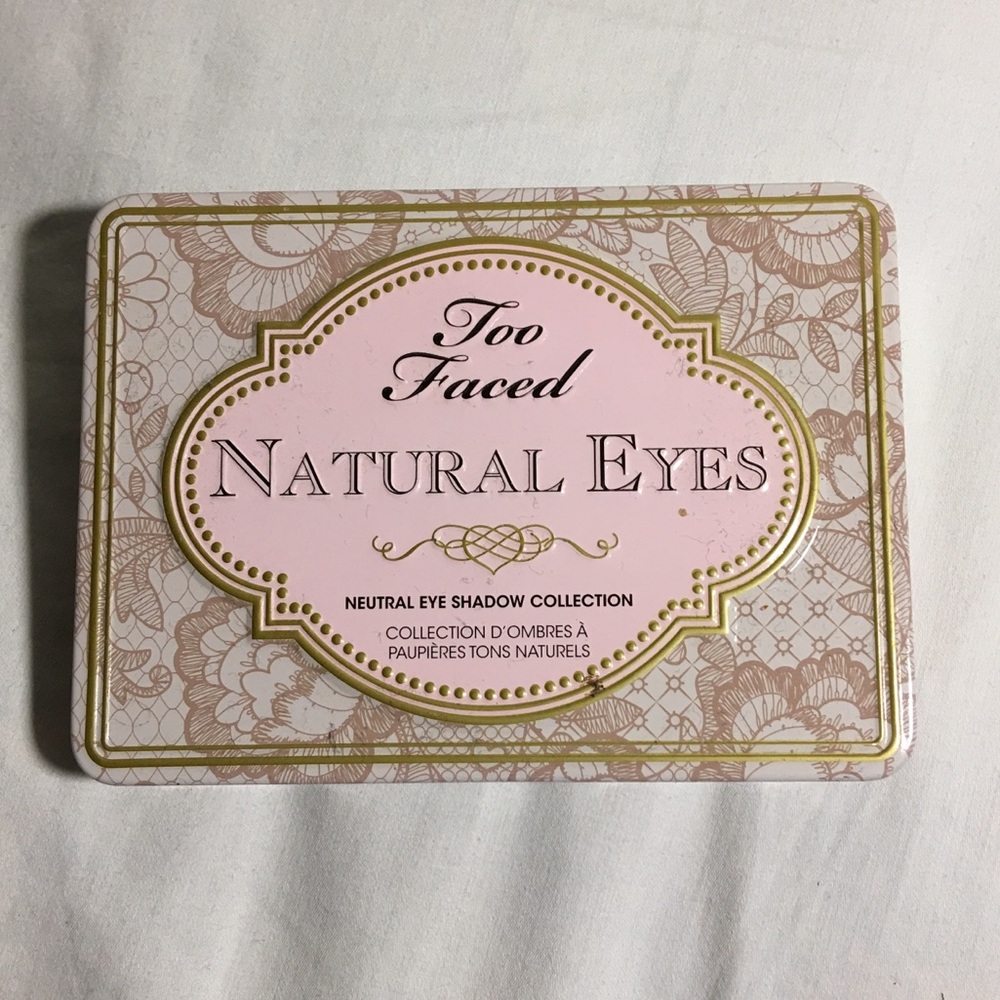 Too
Faced
NATURAL EYES
NEUTRAL EYE SHADOW COLLECTION
COLLECTION D'OMBRES À
PAUPIÈRES TONS NATURELS